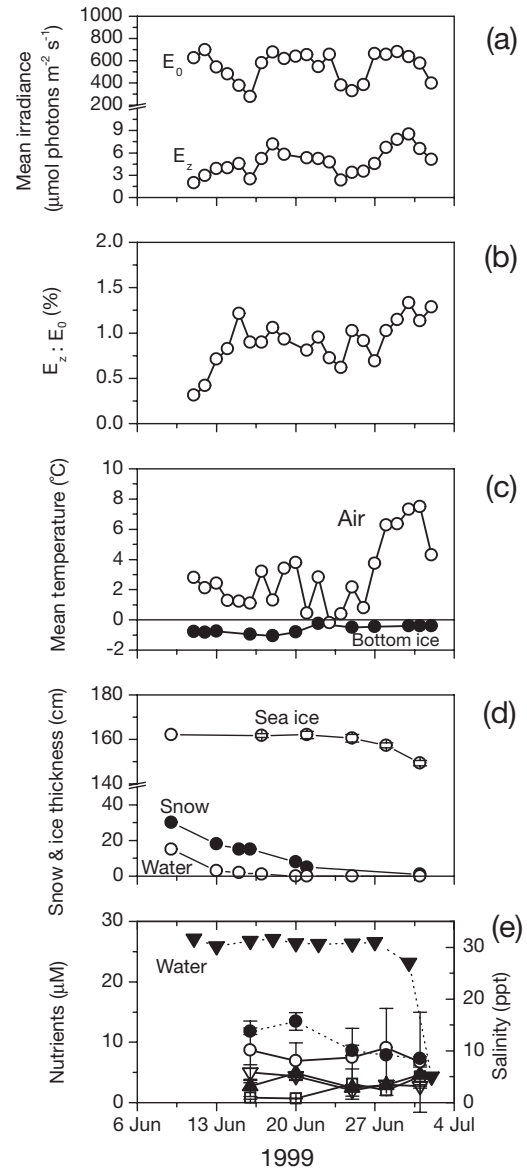 (a)
Mean irradiance
(μmol photons m⁻² s⁻¹)
1000
800
600
400
200
9
6
3
0
E₀
E_z
(b)
E_z : E₀ (%)
2.0
1.5
1.0
0.5
0.0
(c)
Mean temperature (°C)
10
8
6
4
2
0
-2
Air
Bottom ice
(d)
Snow & ice thickness (cm)
180
160
140
40
20
0
Sea ice
Snow
Water
(e)
Nutrients (μM)
30
25
10
5
0
Water
30
20
10
0
Salinity (ppt)
6 Jun
13 Jun
20 Jun
27 Jun
4 Jul
1999